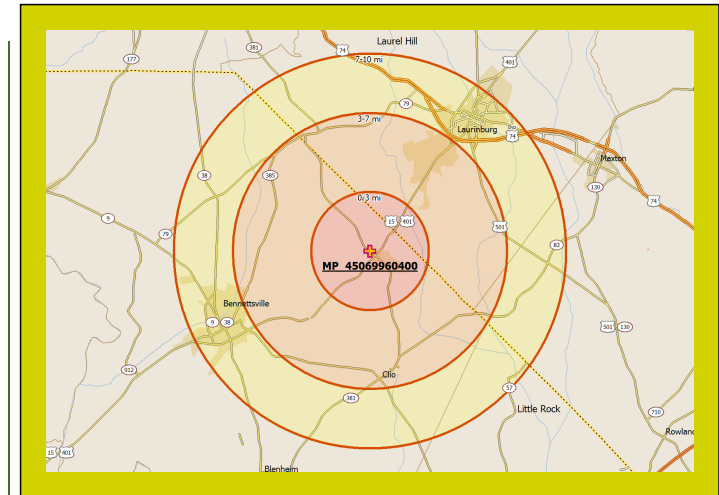 Laurel Hill
74
381
177
7-10 mi
401
79
3-7 mi
Laurinburg
74
Maxton
38
385
130
0-3 mi
74
9
15 401
501
79
83
MP 45069960400
Bennettsville
9 38
501 130
912
Clio
57
381
Little Rock
710
Rowland
15 401
Blenheim